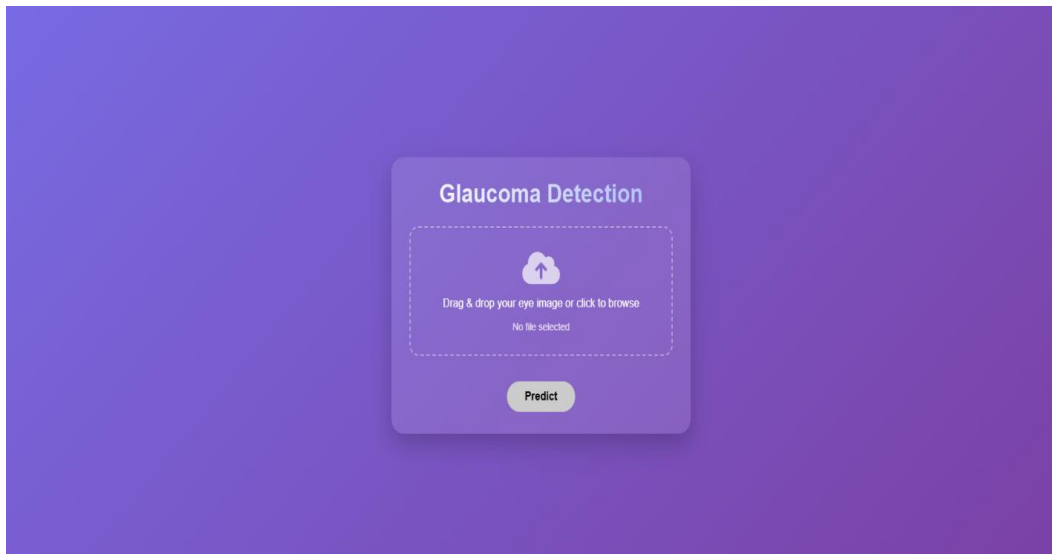 Glaucoma Detection
Drag & drop your eye image or click to browse
No file selected
Predict